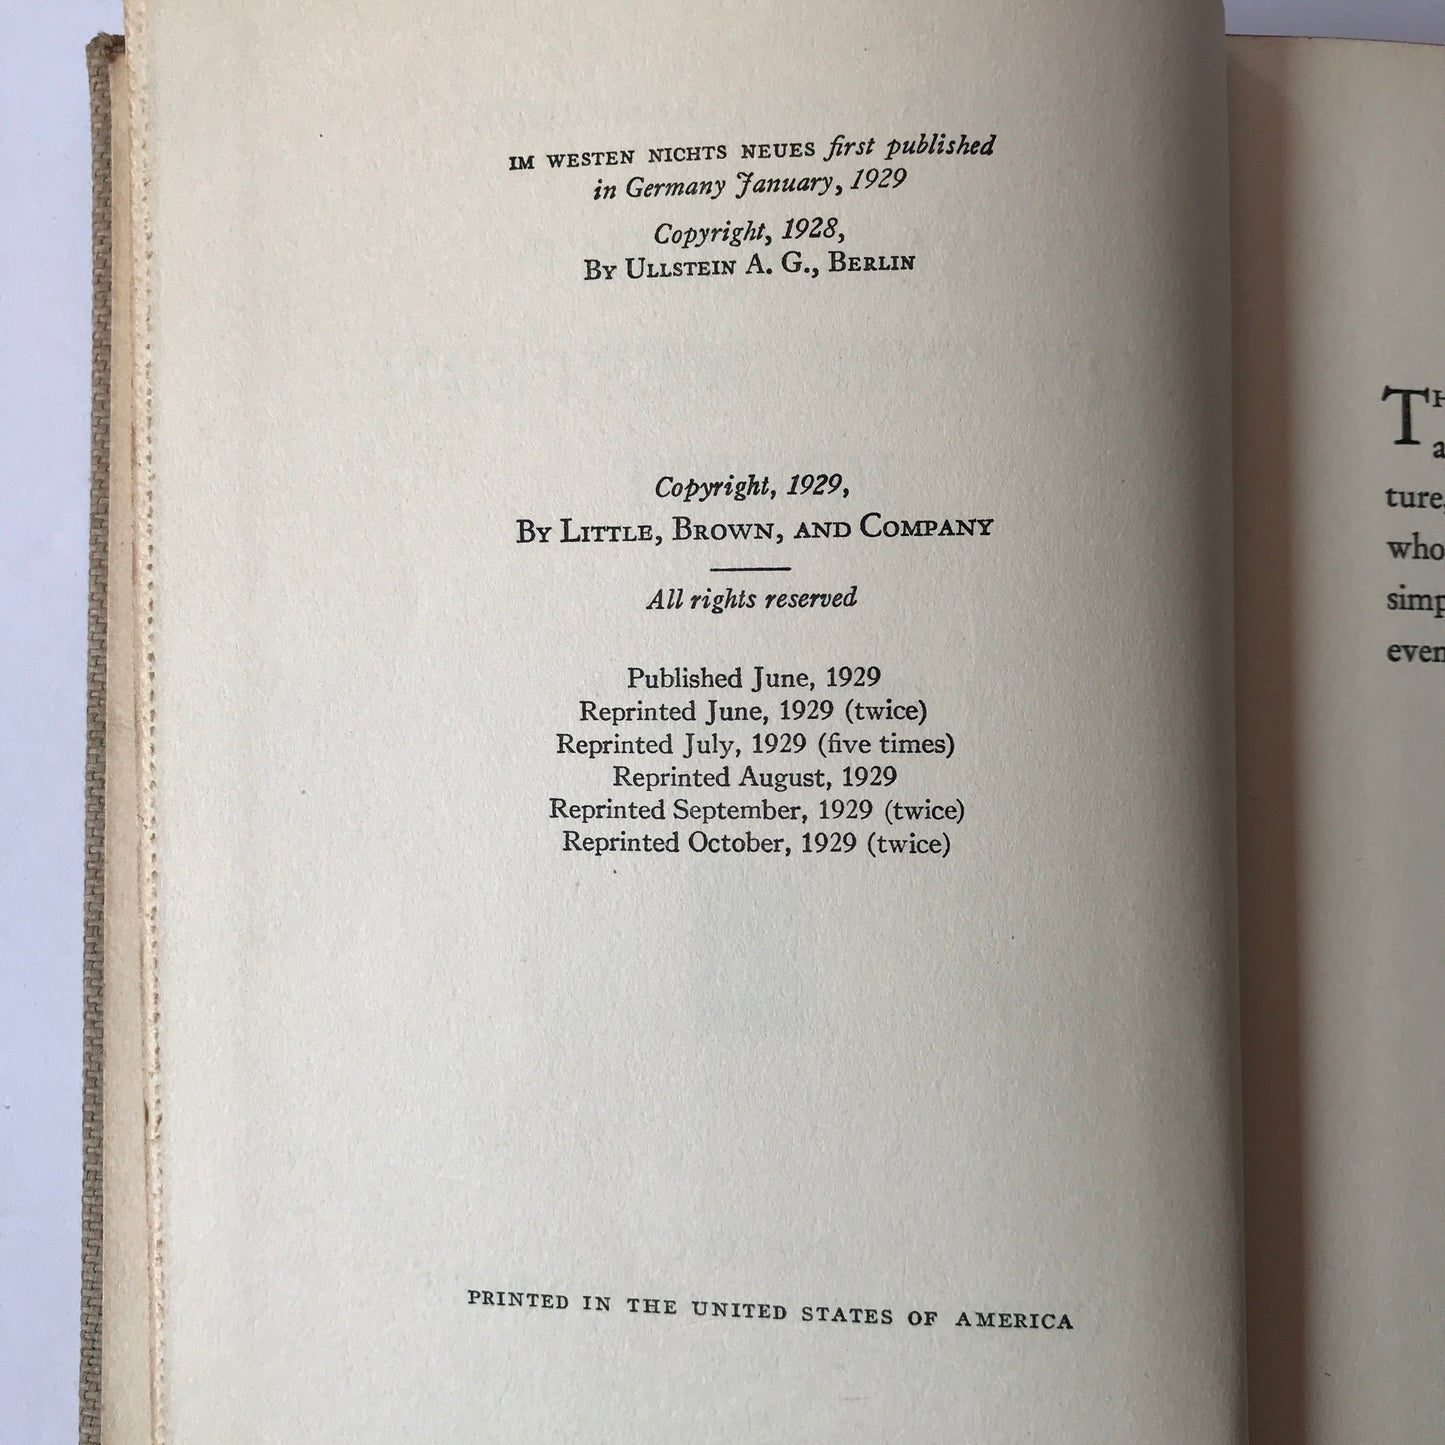 IM WESTEN NICHTS NEUES first published
in Germany January, 1929
Copyright, 1928,
BY ULLSTEIN A. G., BERLIN
Copyright, 1929,
BY LITTLE, BROWN, AND COMPANY
All rights reserved
Published June, 1929
Reprinted June, 1929 (twice)
Reprinted July, 1929 (five times)
Reprinted August, 1929
Reprinted September, 1929 (twice)
Reprinted October, 1929 (twice)
PRINTED IN THE UNITED STATES OF AMERICA
TH
a
ture,
who
simp
even